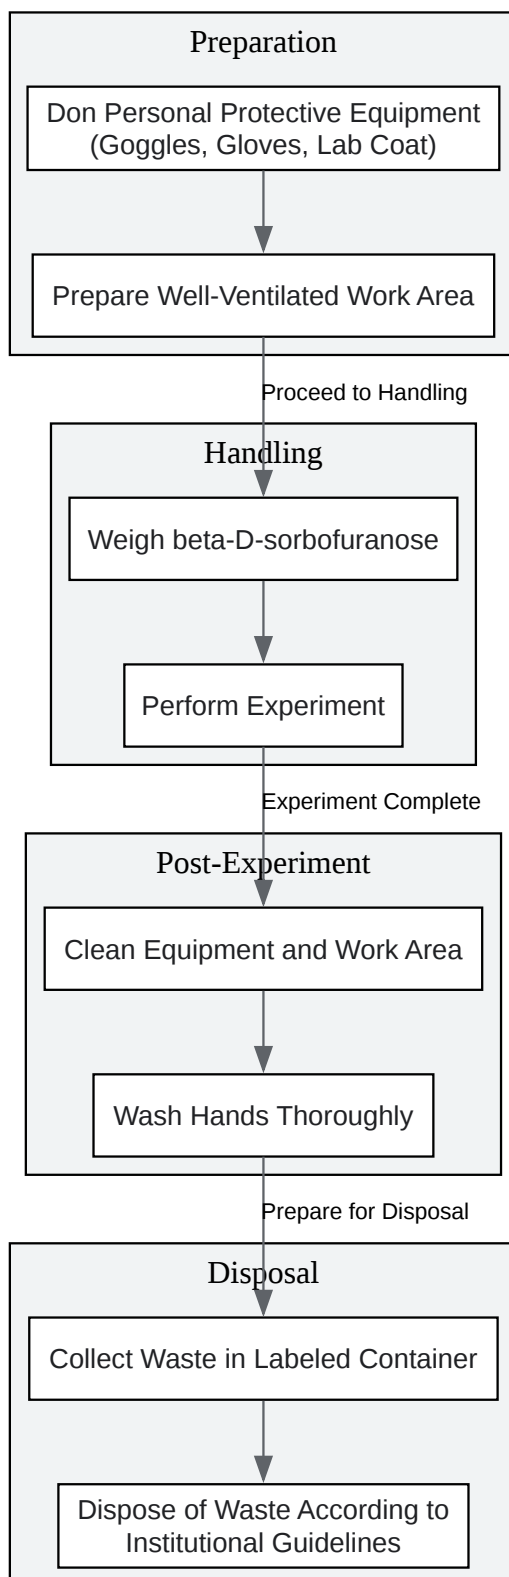 Preparation
Don Personal Protective Equipment
(Goggles, Gloves, Lab Coat)
Prepare Well-Ventilated Work Area
Proceed to Handling
Handling
Weigh beta-D-sorbofuranose
Perform Experiment
Experiment Complete
Post-Experiment
Clean Equipment and Work Area
Wash Hands Thoroughly
Prepare for Disposal
Disposal
Collect Waste in Labeled Container
Dispose of Waste According to
Institutional Guidelines